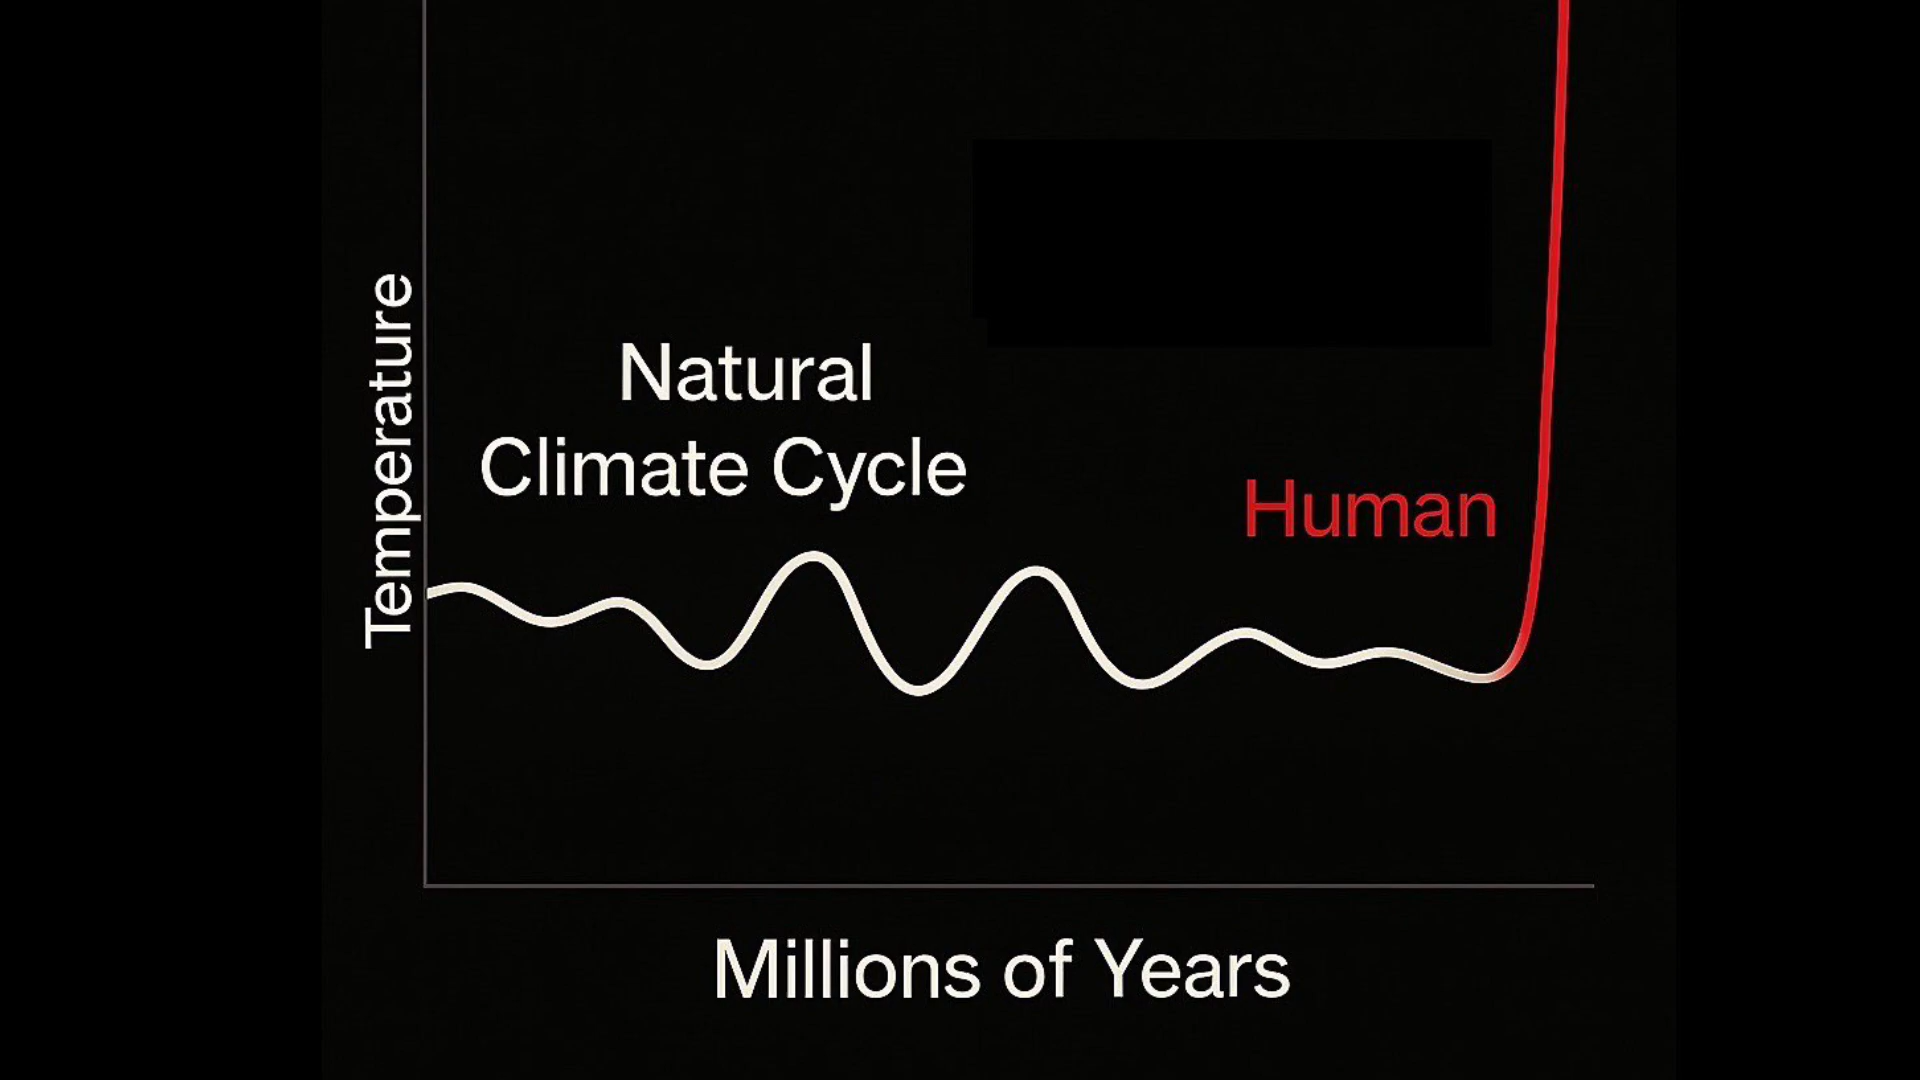 Temperature
Natural
Climate Cycle
Human
Millions of Years